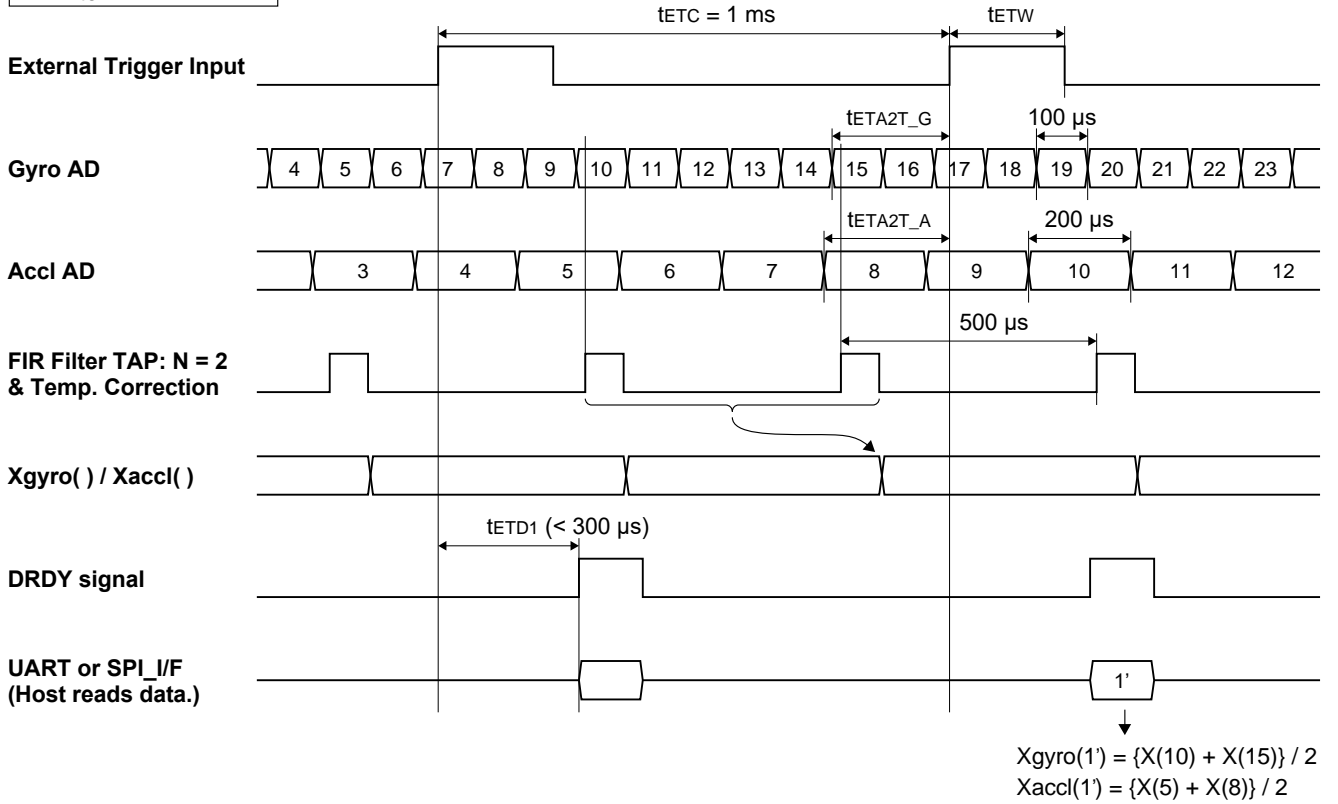 tETC = 1 ms tETW
External Trigger Input
tETA2T_G 100 µs
Gyro AD 4 5 6 7 8 9 10 11 12 13 14 15 16 17 18 19 20 21 22 23
tETA2T_A 200 µs
Accl AD 3 4 5 6 7 8 9 10 11 12
500 µs
FIR Filter TAP: N = 2
& Temp. Correction
Xgyro( ) / Xaccl( )
tETD1 (< 300 µs)
DRDY signal
UART or SPI_I/F
(Host reads data.)
1’
Xgyro(1’) = {X(10) + X(15)} / 2
Xaccl(1’) = {X(5) + X(8)} / 2